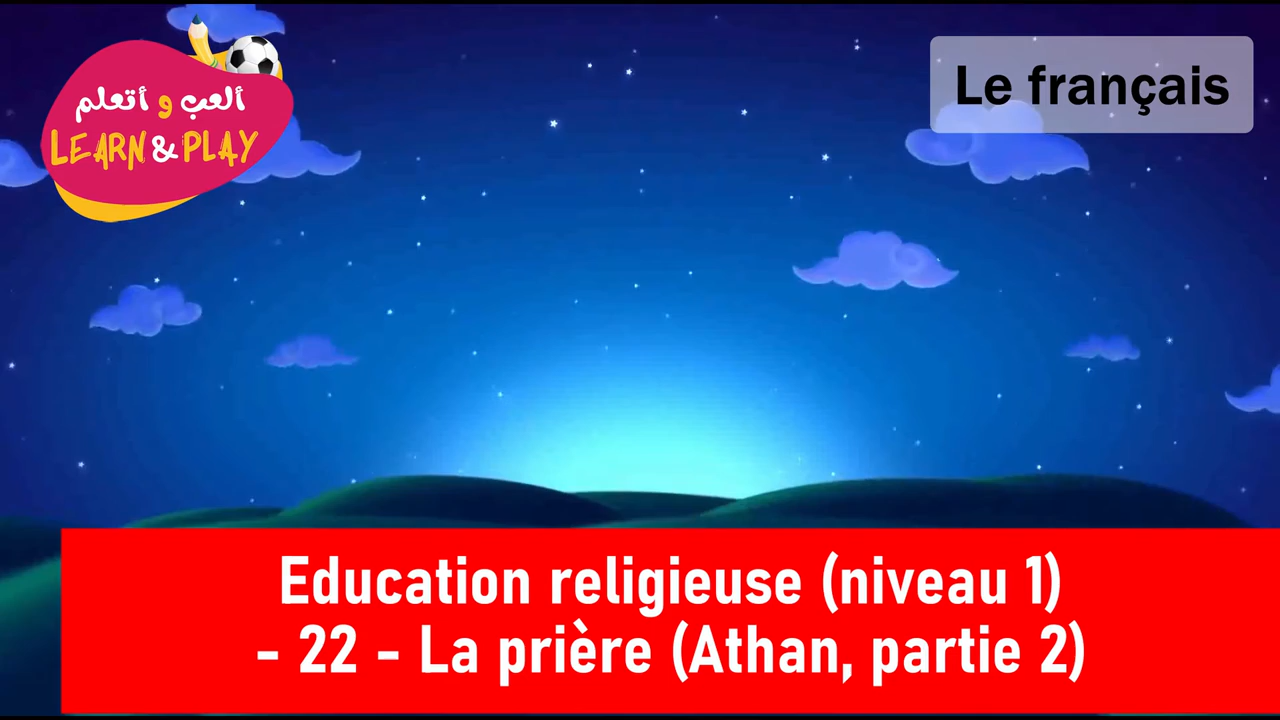 ألعب و أتعلم
LEARN & PLAY
Le français
Education religieuse (niveau 1)
- 22 - La prière (Athan, partie 2)